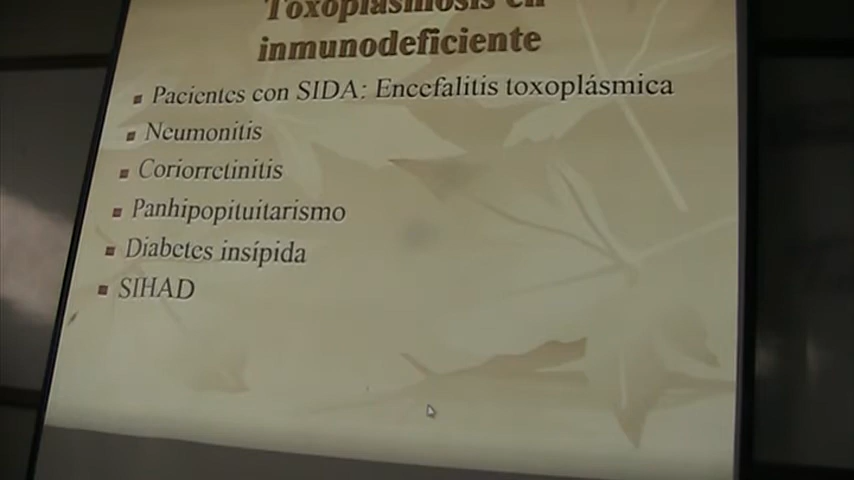 Toxoplasmosis en
inmunodeficiente
Pacientes con SIDA: Encefalitis toxoplásmica
Neumonitis
Coriorretinitis
Panhipopituitarismo
Diabetes insípida
SIHAD